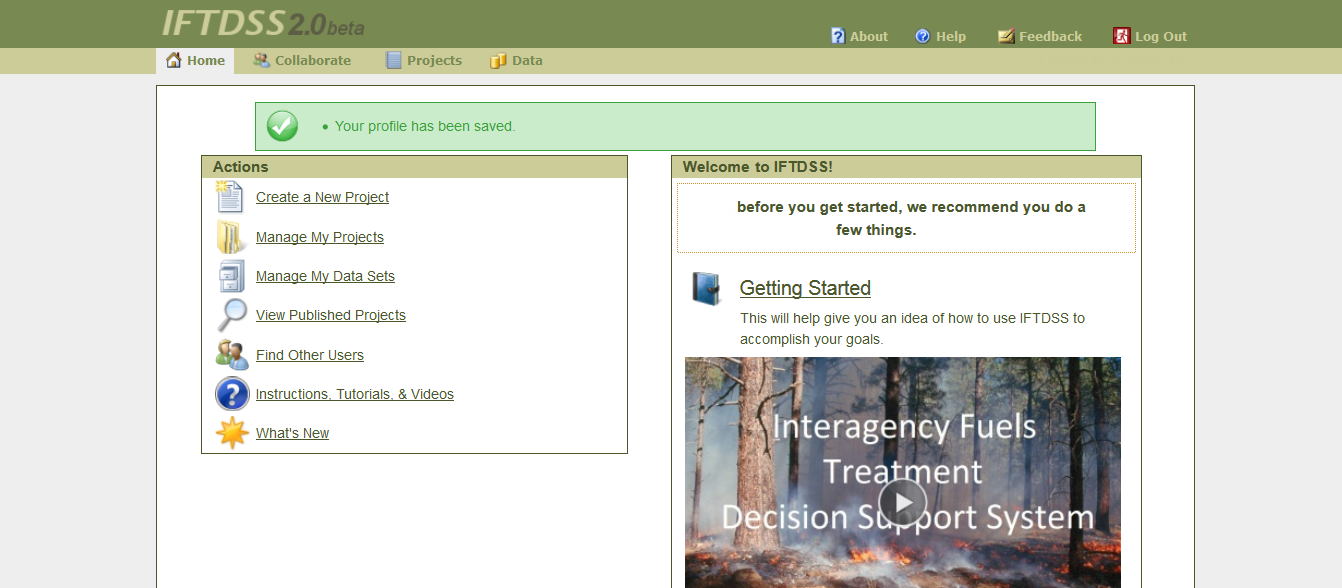 IFTDSS 2.0 beta
About Help Feedback Log Out
Home Collaborate Projects Data
• Your profile has been saved.
Actions
Create a New Project
Manage My Projects
Manage My Data Sets
View Published Projects
Find Other Users
Instructions, Tutorials, & Videos
What's New
Welcome to IFTDSS!
before you get started, we recommend you do a
few things.
Getting Started
This will help give you an idea of how to use IFTDSS to
accomplish your goals.
Interagency Fuels
Treatment
Decision Support System